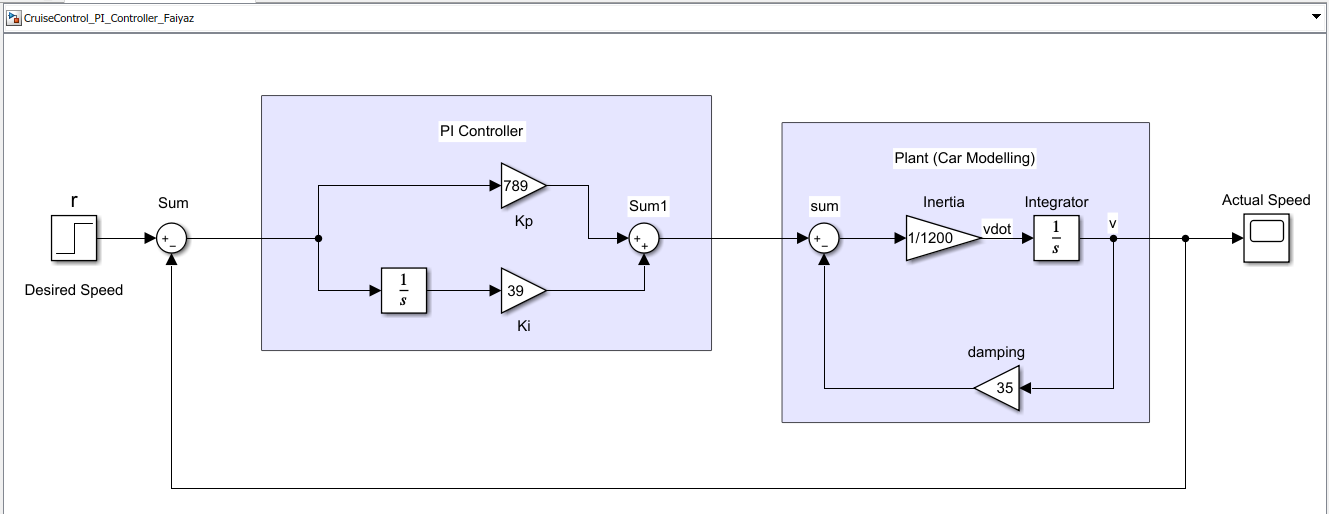 CruiseControl_PI_Controller_Faiyaz
PI Controller
Plant (Car Modelling)
r
Sum
789
Kp
Sum1
sum
Inertia
Integrator
Actual Speed
+
−
+
+
+
−
1/1200
vdot
1
s
v
Desired Speed
1
s
39
Ki
damping
35